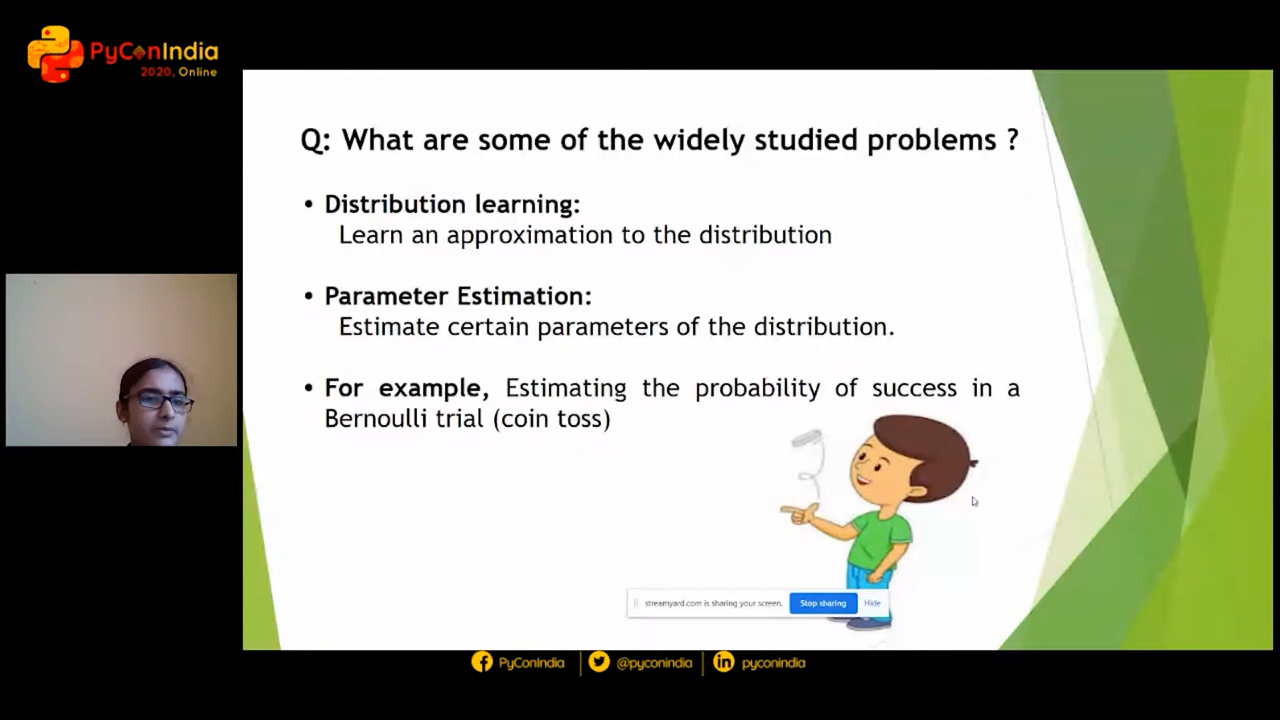 PyConIndia
2020, Online
Q: What are some of the widely studied problems ?
• Distribution learning:
Learn an approximation to the distribution
• Parameter Estimation:
Estimate certain parameters of the distribution.
• For example, Estimating the probability of success in a
Bernoulli trial (coin toss)
streamyard.com is sharing your screen. Stop sharing Hide
PyConIndia @pyconindia pyconindia